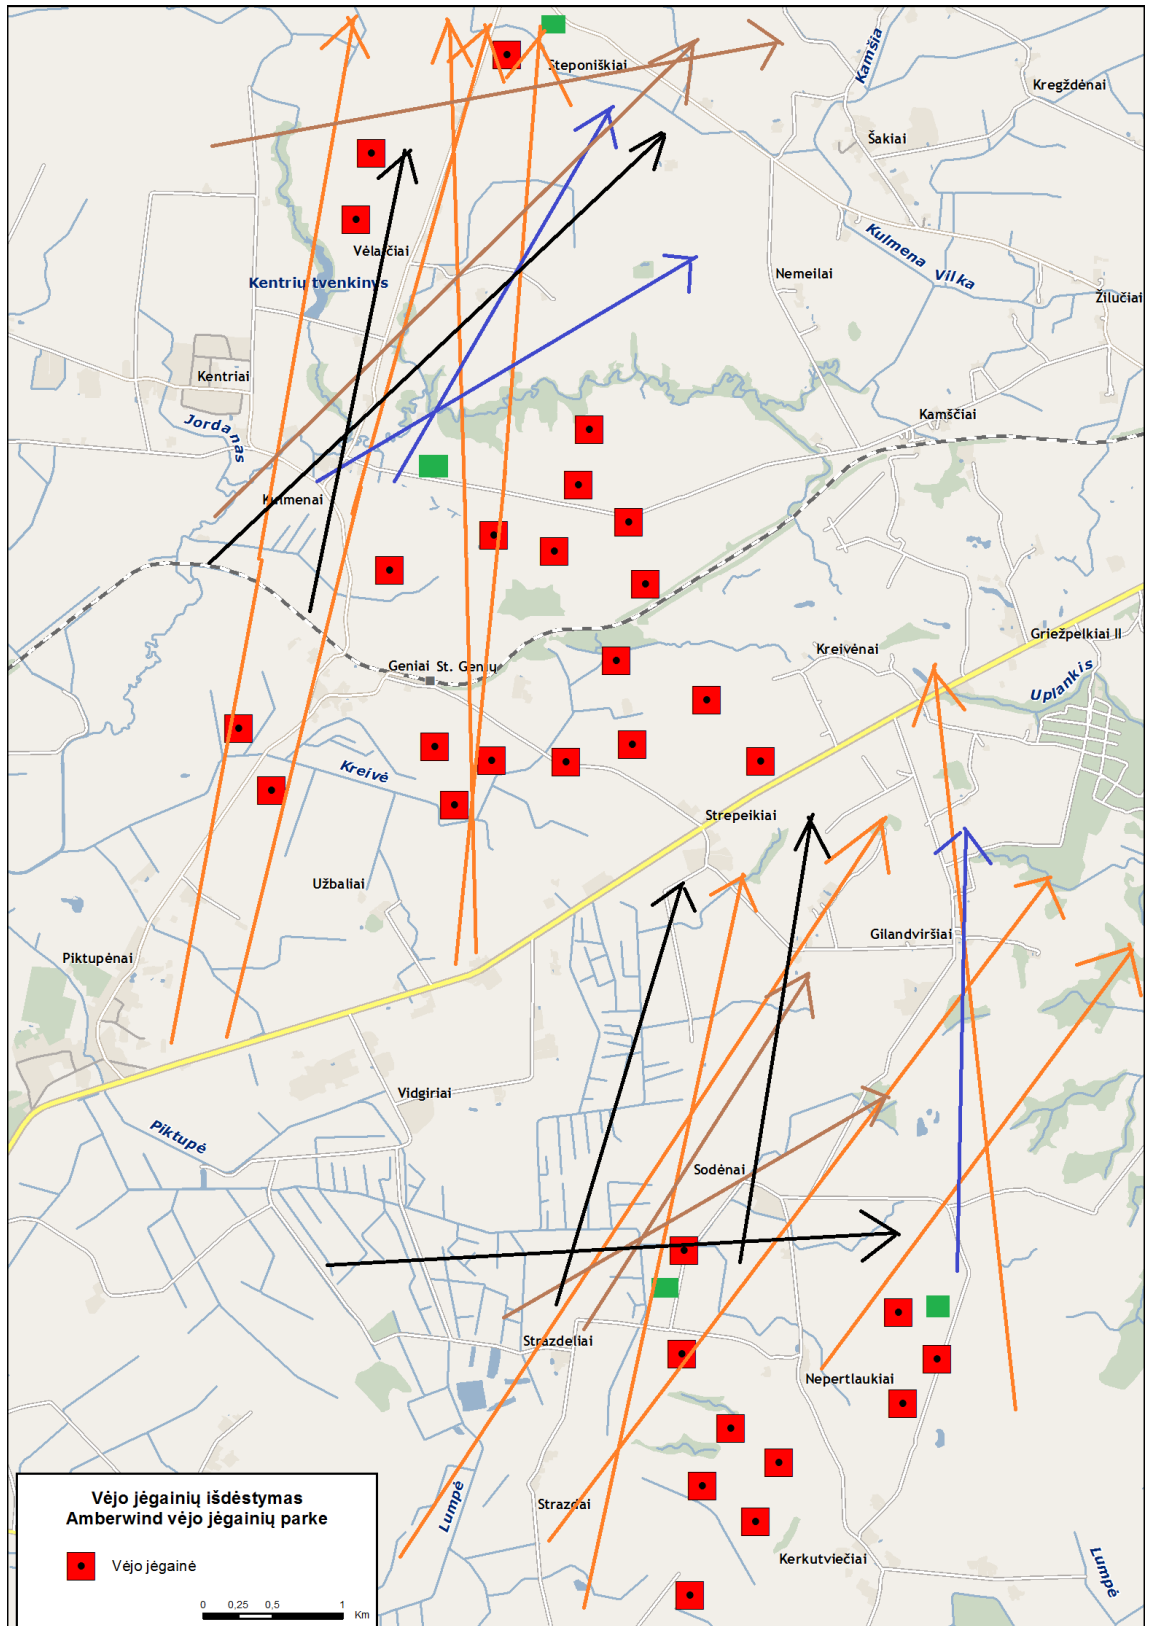 Steponiškiai
Kamšia
Kregždėnai
Šakiai
Vėlaičiai
Kentrių tvenkinys
Kulmena Vilka
Nemeilai
Žilučiai
Kentriai
Jordanas
Kamščiai
Kulmenai
Griežpelkiai II
Kreivėnai
Geniai St. Genių
Uplankis
Kreivė
Strepeikiai
Užbaliai
Gilandviršiai
Piktupėnai
Vidgiriai
Piktupė
Sodėnai
Strazdeliai
Nepertlaukiai
Lumpė
Strazdai
Kerkutviečiai
Lumpė
Vėjo jėgainių išdėstymas
Amberwind vėjo jėgainių parke
Vėjo jėgainė
0 0,25 0,5 1
Km